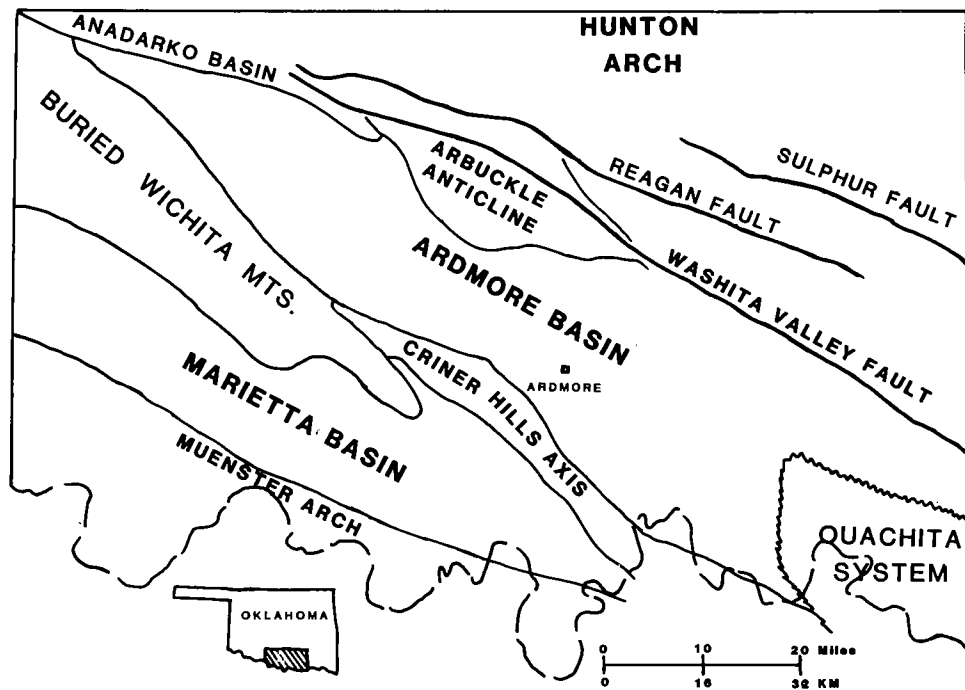 HUNTON
ARCH
ANADARKO BASIN
BURIED WICHITA MTS.
ARBUCKLE
ANTICLINE
REAGAN FAULT
SULPHUR FAULT
WASHITA VALLEY FAULT
ARDMORE BASIN
ARDMORE
CRINER HILLS AXIS
MARIETTA BASIN
MUENSTER ARCH
OUACHITA
SYSTEM
OKLAHOMA
0 10 20 Miles
0 16 32 KM